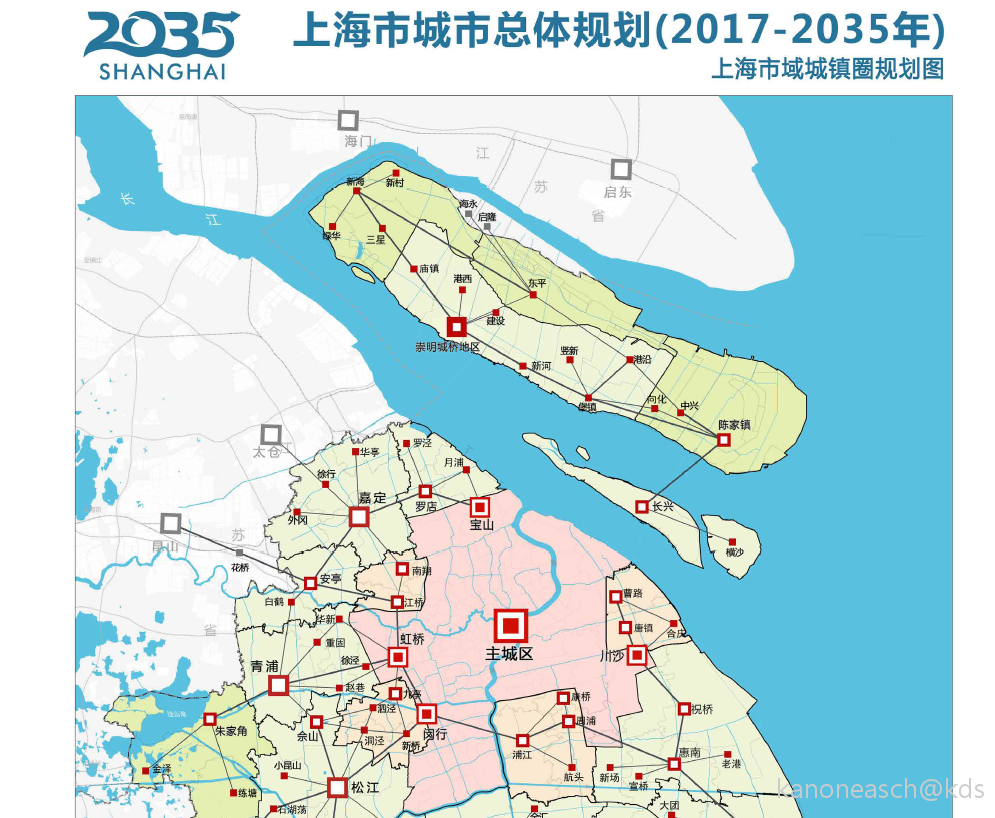 2035
SHANGHAI
上海市城市总体规划(2017-2035年)
上海市域城镇圈规划图
海门
江
启东
苏
省
长
江
新海
新村
海永
启隆
绿华
三星
庙镇
港西
东平
建设
崇明城桥地区
新河
竖新
港沿
堡镇
向化
中兴
陈家镇
太仓
罗泾
华亭
月浦
徐行
嘉定
罗店
宝山
外冈
长兴
横沙
昆山
苏
花桥
安亭
南翔
白鹤
江桥
曹路
华新
唐镇
合庆
省
重固
虹桥
主城区
川沙
徐泾
青浦
赵巷
九亭
康桥
泗泾
祝桥
朱家角
佘山
洞泾
新桥
闵行
周浦
浦江
惠南
老港
金泽
小昆山
航头
新场
宣桥
练塘
松江
石湖荡
大团
kanoneasch@kds